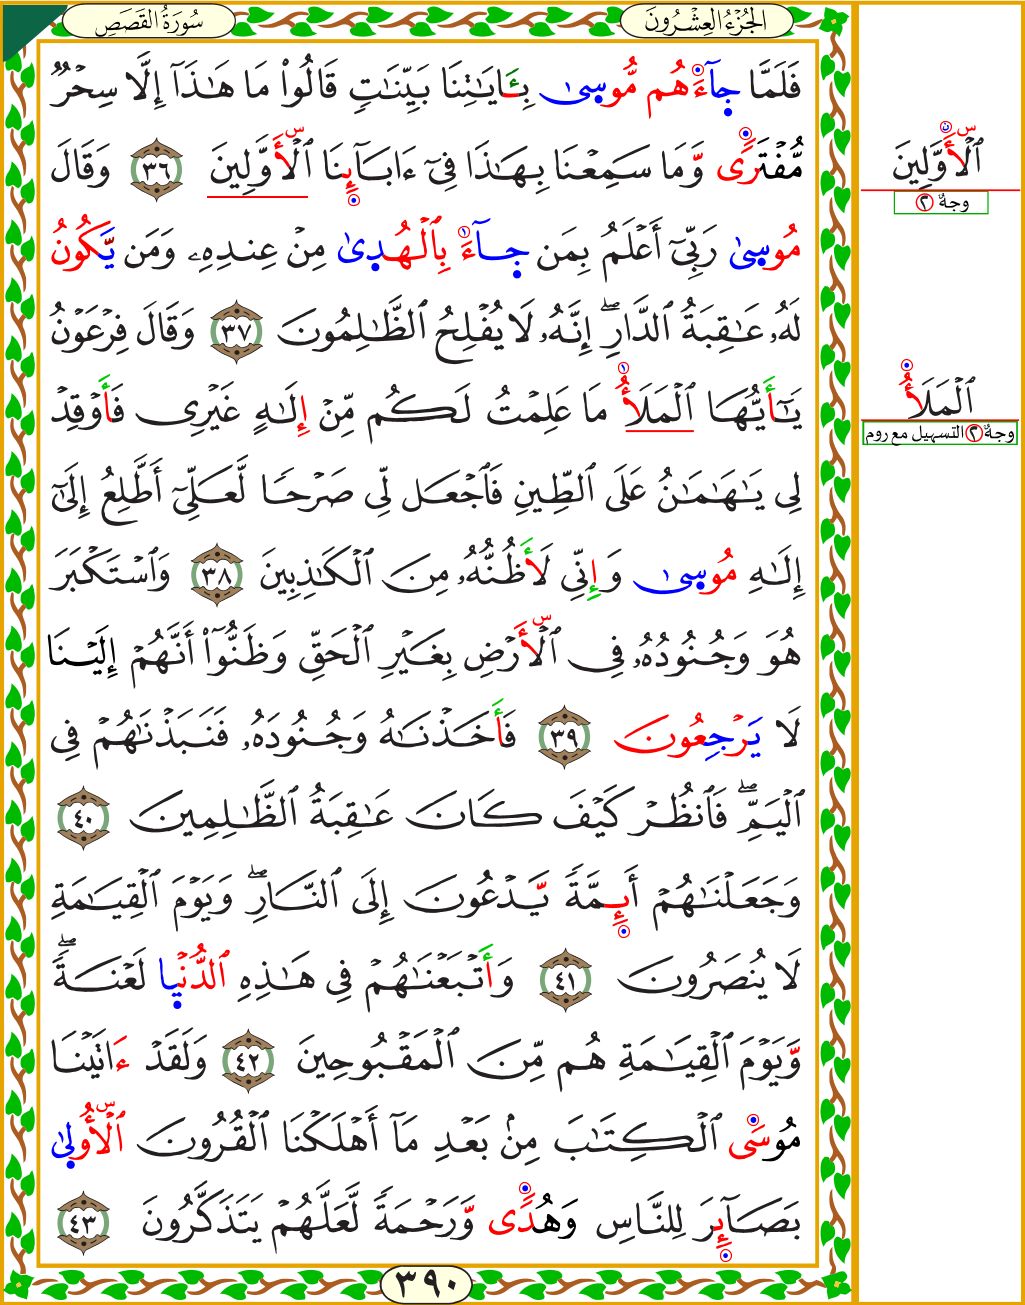 سُورَةُ القَصَصِ
الجُزْءُ العِشْرُونَ
فَلَمَّا جَآءَهُم مُّوسٜىٰ بِـَٔايَٰتِنَا بَيِّنَٰتٖ قَالُواْ مَا هَٰذَآ إِلَّا سِحۡرٞ
مُّفۡتَرٗى وَمَا سَمِعۡنَا بِهَٰذَا فِيٓ ءَابَآئِنَا ٱلۡأَوَّلِينَ ٣٦ وَقَالَ
مُوسٜىٰ رَبِّيٓ أَعۡلَمُ بِمَن جَآءَ بِٱلۡهُدٜىٰ مِنۡ عِندِهِۦ وَمَن يَّكُونُ
لَهُۥ عَٰقِبَةُ ٱلدَّارِۖ إِنَّهُۥ لَا يُفۡلِحُ ٱلظَّٰلِمُونَ ٣٧ وَقَالَ فِرۡعَوۡنُ
يَٰٓأَيُّهَا ٱلۡمَلَأُ مَا عَلِمۡتُ لَكُم مِّنۡ إِلَٰهٍ غَيۡرِي فَأَوۡقِدۡ
لِي يَٰهَٰمَٰنُ عَلَى ٱلطِّينِ فَٱجۡعَل لِّي صَرۡحٗا لَّعَلِّيٓ أَطَّلِعُ إِلَىٰٓ
إِلَٰهِ مُوسٜىٰ وَإِنِّي لَأَظُنُّهُۥ مِنَ ٱلۡكَٰذِبِينَ ٣٨ وَٱسۡتَكۡبَرَ
هُوَ وَجُنُودُهُۥ فِي ٱلۡأَرۡضِ بِغَيۡرِ ٱلۡحَقِّ وَظَنُّوٓاْ أَنَّهُمۡ إِلَيۡنَا
لَا يَرۡجِعُونَ ٣٩ فَأَخَذۡنَٰهُ وَجُنُودَهُۥ فَنَبَذۡنَٰهُمۡ فِي
ٱلۡيَمِّۖ فَٱنظُرۡ كَيۡفَ كَانَ عَٰقِبَةُ ٱلظَّٰلِمِينَ ٤٠
وَجَعَلۡنَٰهُمۡ أَئِمَّةٗ يَّدۡعُونَ إِلَى ٱلنَّارِۖ وَيَوۡمَ ٱلۡقِيَٰمَةِ
لَا يُنصَرُونَ ٤١ وَأَتۡبَعۡنَٰهُمۡ فِي هَٰذِهِ ٱلدُّنۡيٜا لَعۡنَةٗۖ
وَّيَوۡمَ ٱلۡقِيَٰمَةِ هُم مِّنَ ٱلۡمَقۡبُوحِينَ ٤٢ وَلَقَدۡ ءَاتَيۡنَا
مُوسَى ٱلۡكِتَٰبَ مِنۢ بَعۡدِ مَآ أَهۡلَكۡنَا ٱلۡقُرُونَ ٱلۡأُولٜىٰ
بَصَآئِرَ لِلنَّاسِ وَهُدٗى وَّرَحۡمَةٗ لَّعَلَّهُمۡ يَتَذَكَّرُونَ ٤٣
٣٩٠
ٱلۡأَوَّلِينَ
وجهٌ ٢
ٱلۡمَلَأُ
وجهٌ ٢ التسهيل مع روم